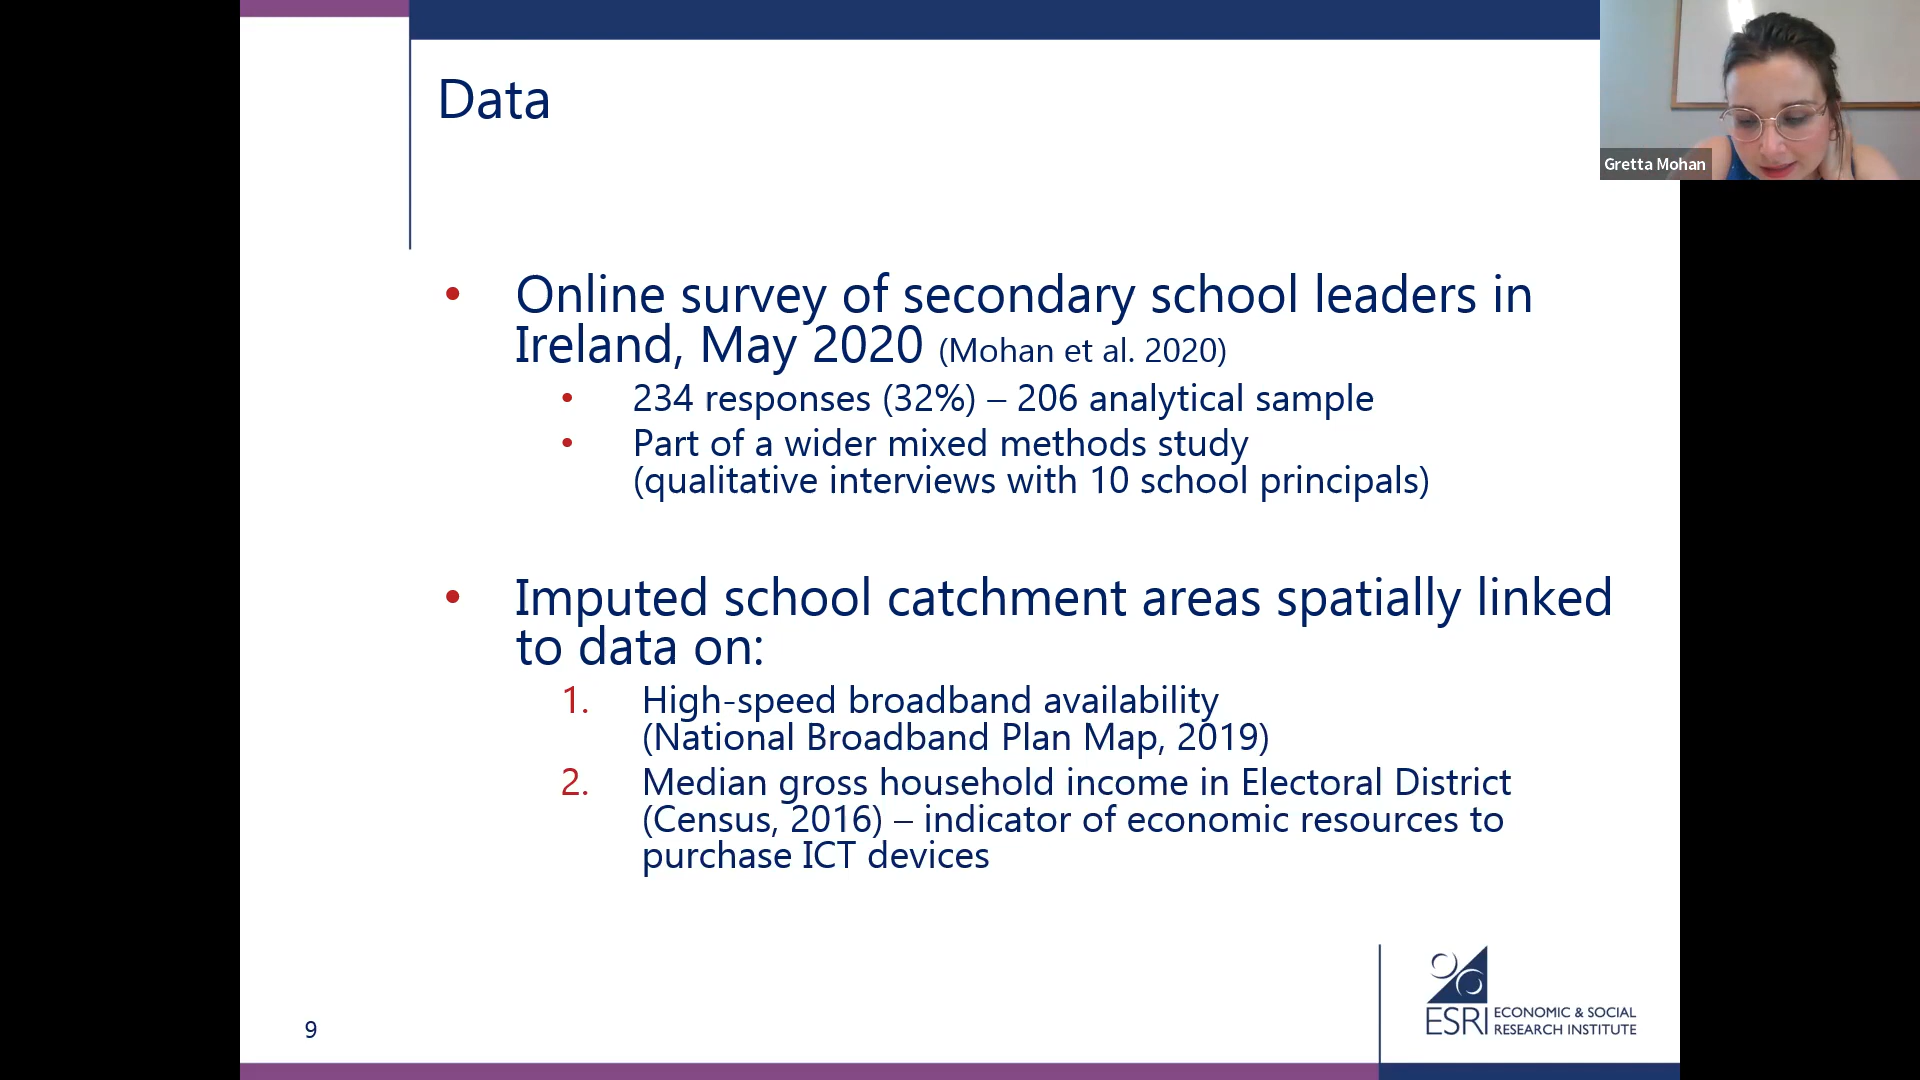 Data
Gretta Mohan
• Online survey of secondary school leaders in
Ireland, May 2020 (Mohan et al. 2020)
• 234 responses (32%) – 206 analytical sample
• Part of a wider mixed methods study
(qualitative interviews with 10 school principals)
• Imputed school catchment areas spatially linked
to data on:
1. High-speed broadband availability
(National Broadband Plan Map, 2019)
2. Median gross household income in Electoral District
(Census, 2016) – indicator of economic resources to
purchase ICT devices
ESRI ECONOMIC & SOCIAL
RESEARCH INSTITUTE
9